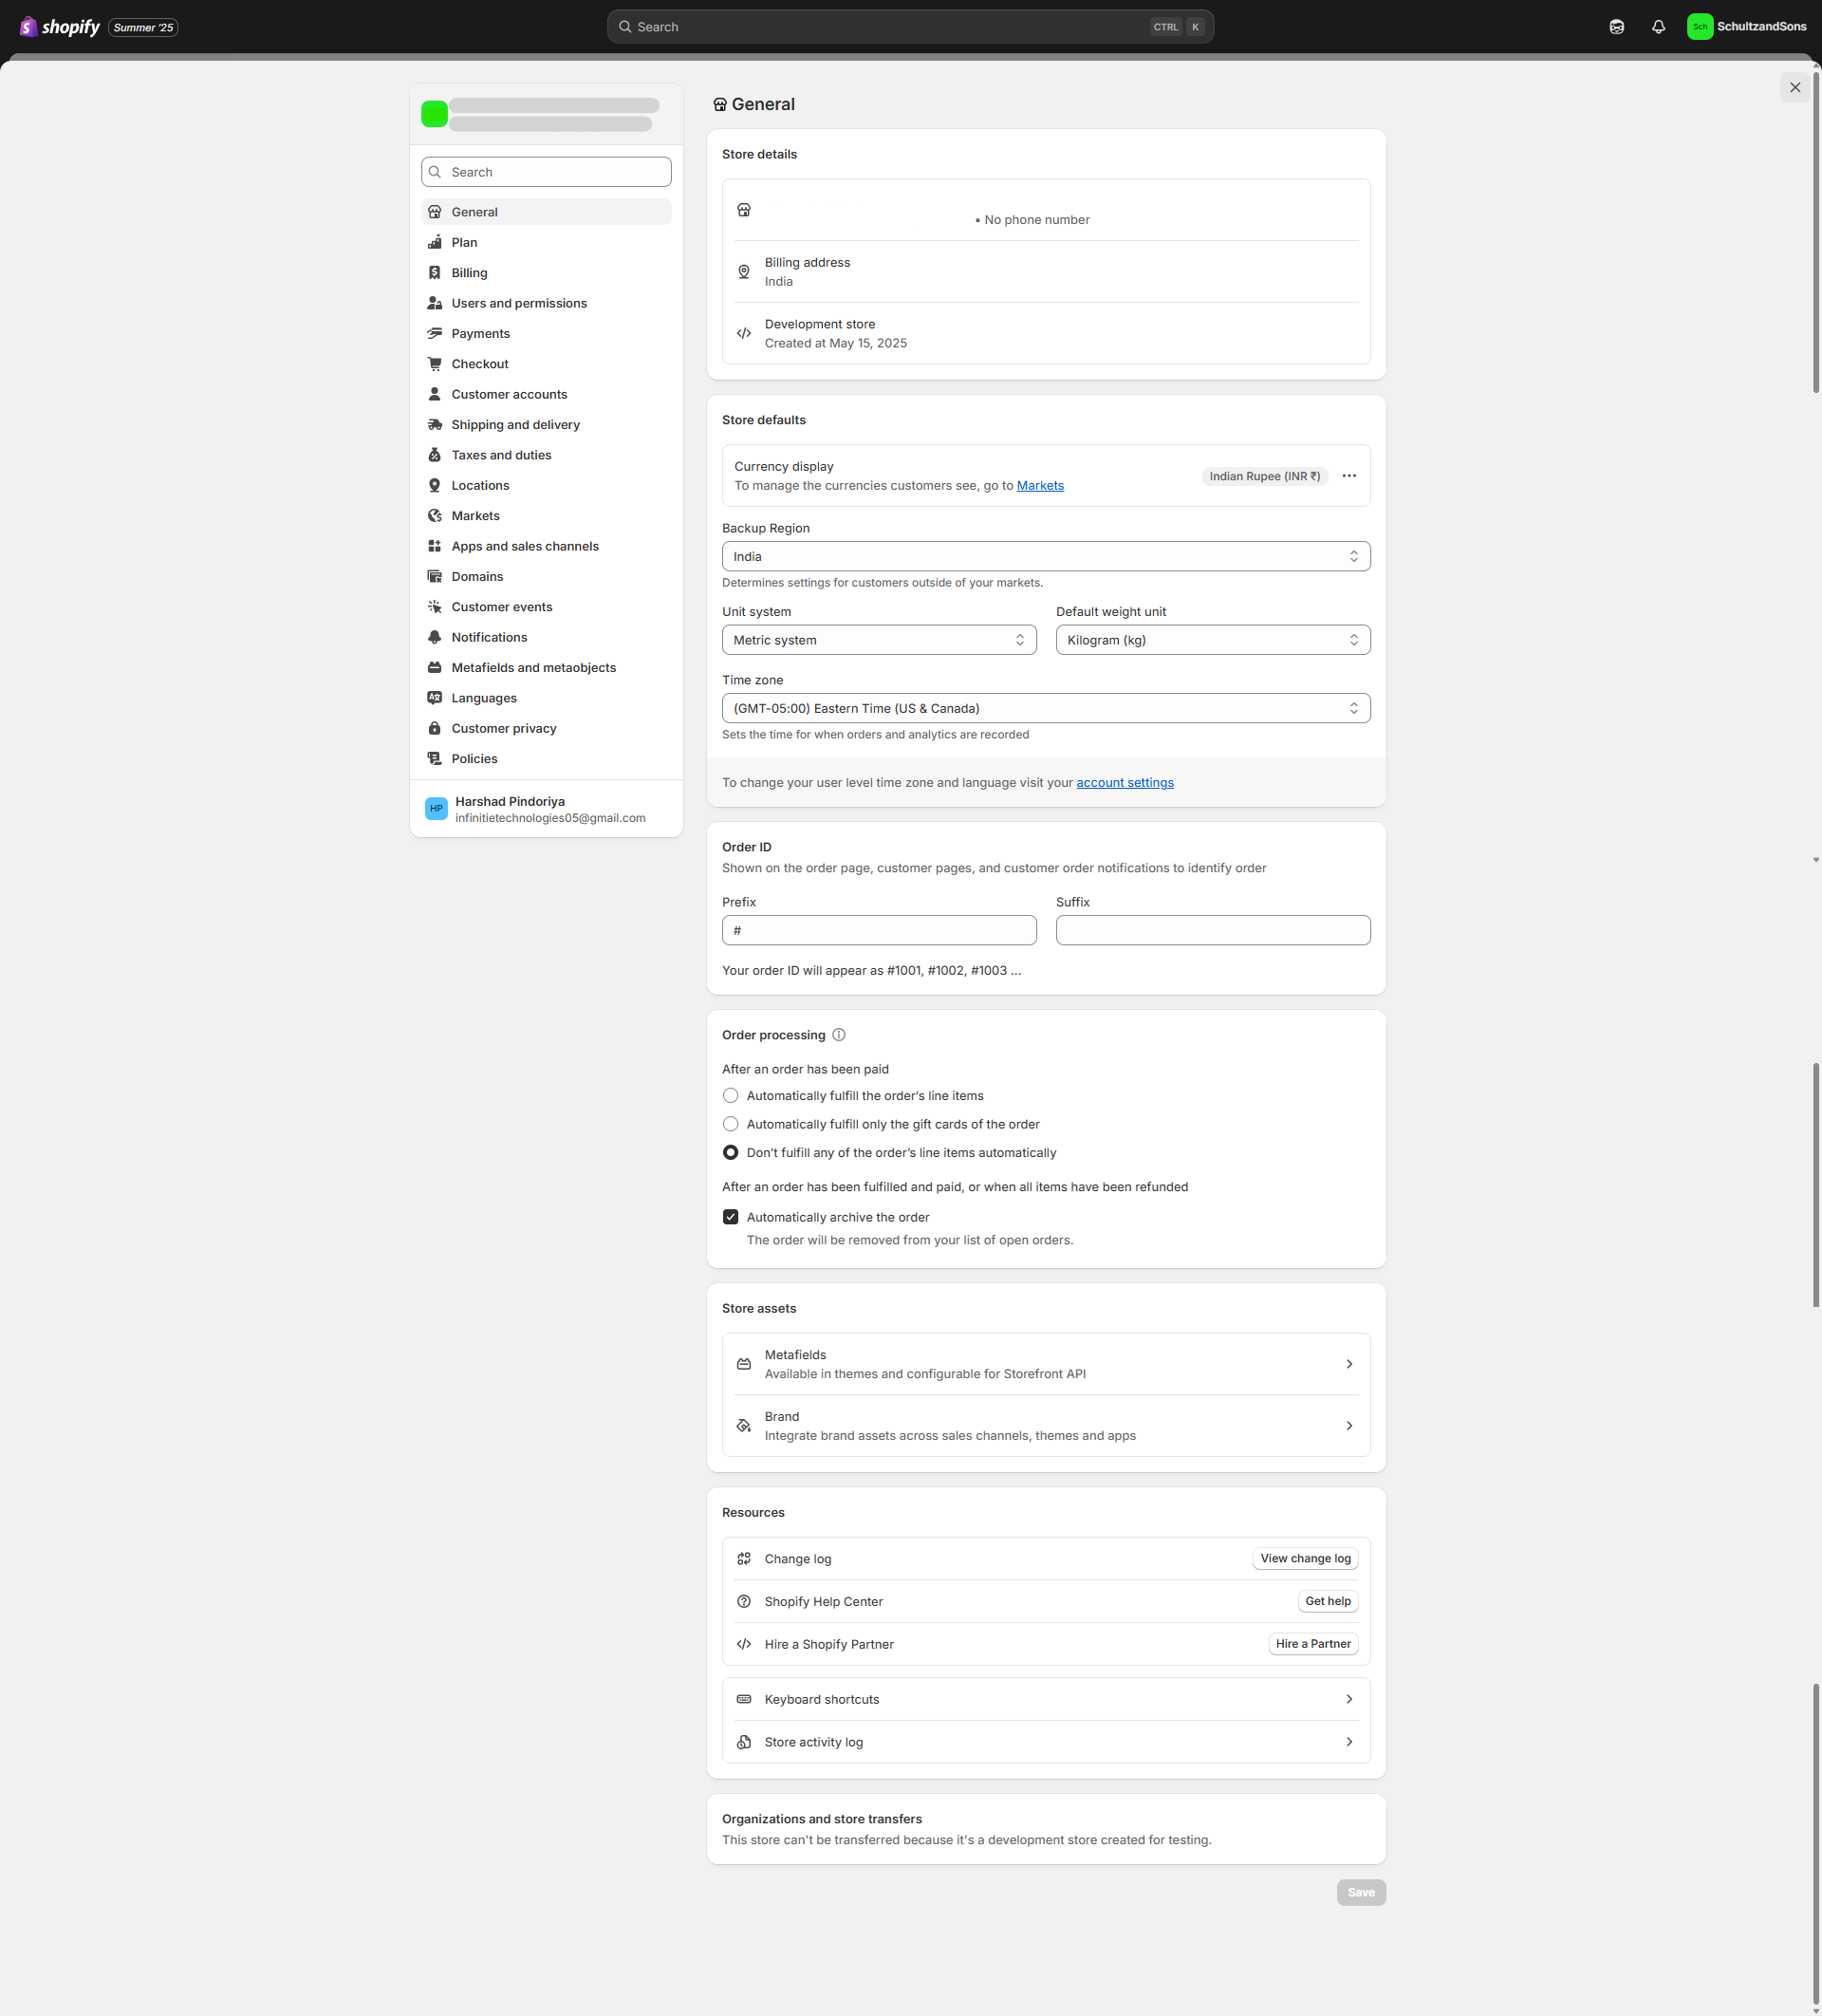 shopify Summer '25
Search CTRL K
Sch SchultzandSons
Search
General
Plan
Billing
Users and permissions
Payments
Checkout
Customer accounts
Shipping and delivery
Taxes and duties
Locations
Markets
Apps and sales channels
Domains
Customer events
Notifications
Metafields and metaobjects
Languages
Customer privacy
Policies
HP Harshad Pindoriya
infinitietechnologies05@gmail.com
General
Store details
• No phone number
Billing address
India
Development store
Created at May 15, 2025
Store defaults
Currency display
To manage the currencies customers see, go to Markets
Indian Rupee (INR ₹)
Backup Region
India
Determines settings for customers outside of your markets.
Unit system Default weight unit
Metric system Kilogram (kg)
Time zone
(GMT-05:00) Eastern Time (US & Canada)
Sets the time for when orders and analytics are recorded
To change your user level time zone and language visit your account settings
Order ID
Shown on the order page, customer pages, and customer order notifications to identify order
Prefix Suffix
#
Your order ID will appear as #1001, #1002, #1003 ...
Order processing
After an order has been paid
Automatically fulfill the order's line items
Automatically fulfill only the gift cards of the order
Don't fulfill any of the order's line items automatically
After an order has been fulfilled and paid, or when all items have been refunded
Automatically archive the order
The order will be removed from your list of open orders.
Store assets
Metafields
Available in themes and configurable for Storefront API
Brand
Integrate brand assets across sales channels, themes and apps
Resources
Change log View change log
Shopify Help Center Get help
Hire a Shopify Partner Hire a Partner
Keyboard shortcuts
Store activity log
Organizations and store transfers
This store can't be transferred because it's a development store created for testing.
Save